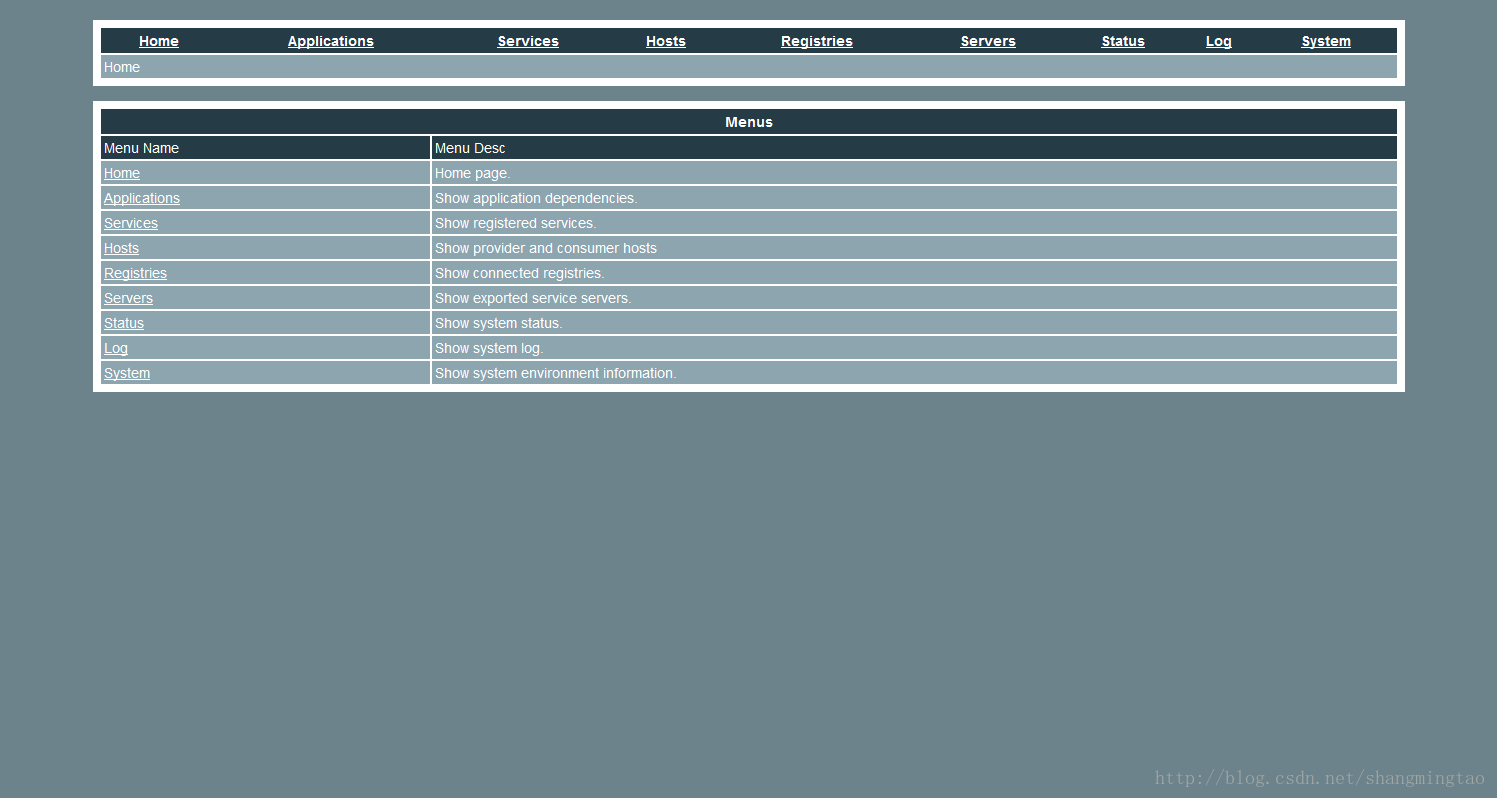 Home Applications Services Hosts Registries Servers Status Log System
Home
Menus
Menu Name Menu Desc
Home Home page.
Applications Show application dependencies.
Services Show registered services.
Hosts Show provider and consumer hosts
Registries Show connected registries.
Servers Show exported service servers.
Status Show system status.
Log Show system log.
System Show system environment information.
http://blog.csdn.net/shangmingtao